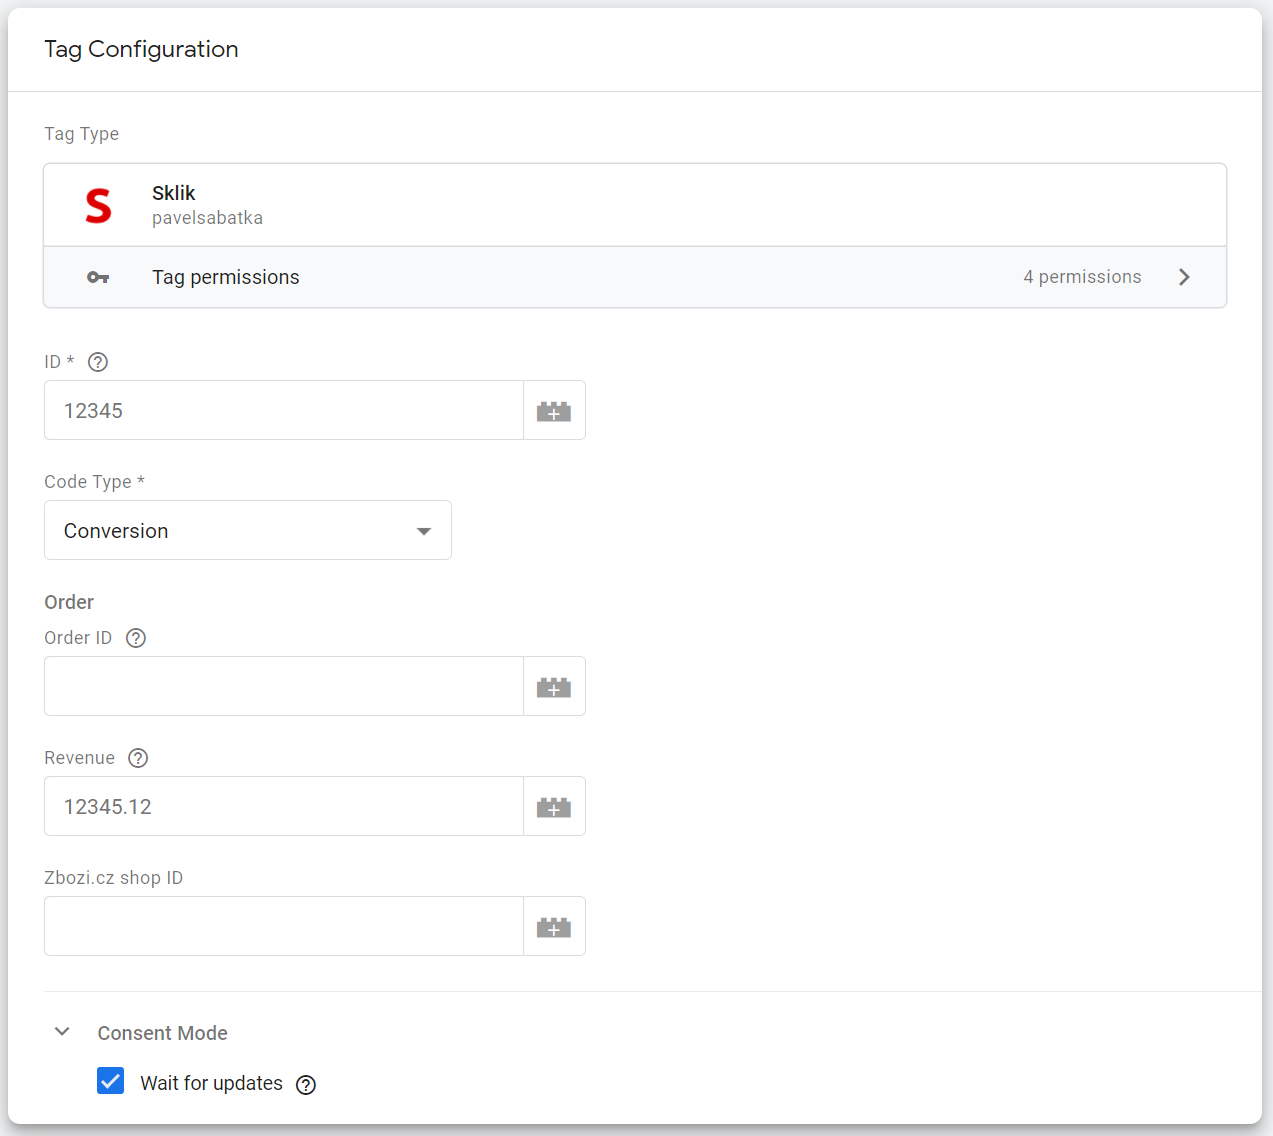 Tag Configuration
Tag Type
S
Sklik
pavelsabatka
Tag permissions 4 permissions
ID *
12345
Code Type *
Conversion
Order
Order ID
Revenue
12345.12
Zbozi.cz shop ID
Consent Mode
Wait for updates